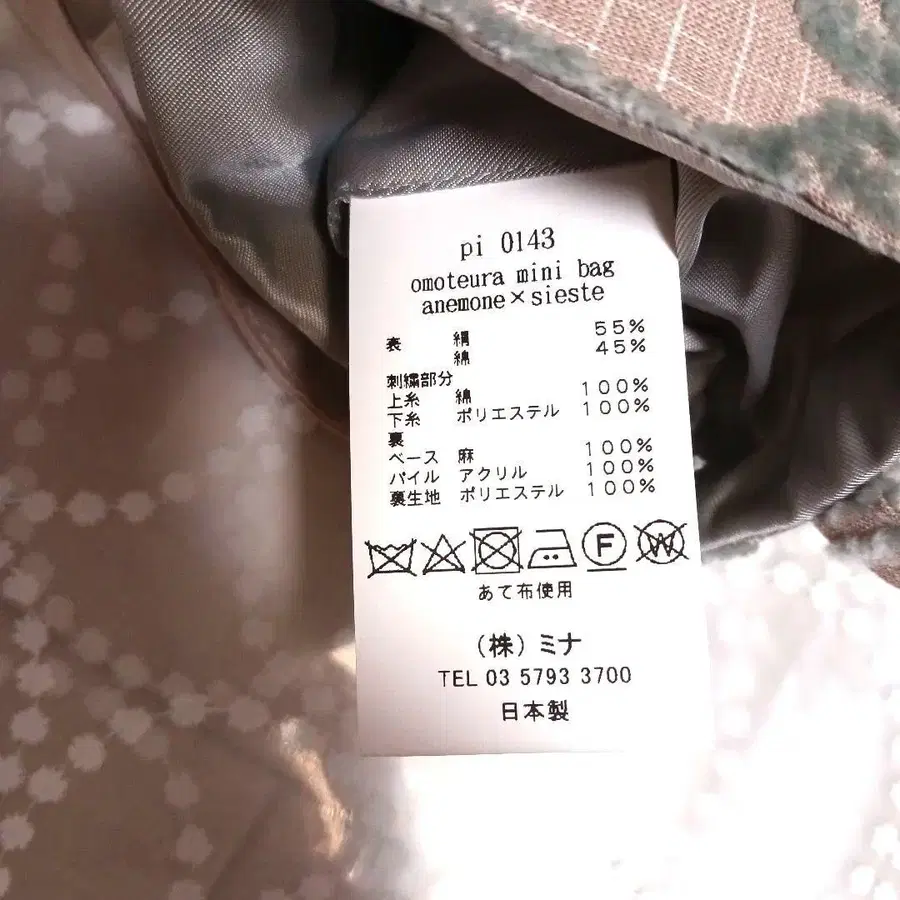 pi 0143
omoteura mini bag
anemone×sieste
表 絹 55%
綿 45%
刺繍部分
上糸 綿 100%
下糸 ポリエステル 100%
裏
ベース 麻 100%
パイル アクリル 100%
裏生地 ポリエステル 100%
F W
あて布使用
(株)ミナ
TEL 03 5793 3700
日本製